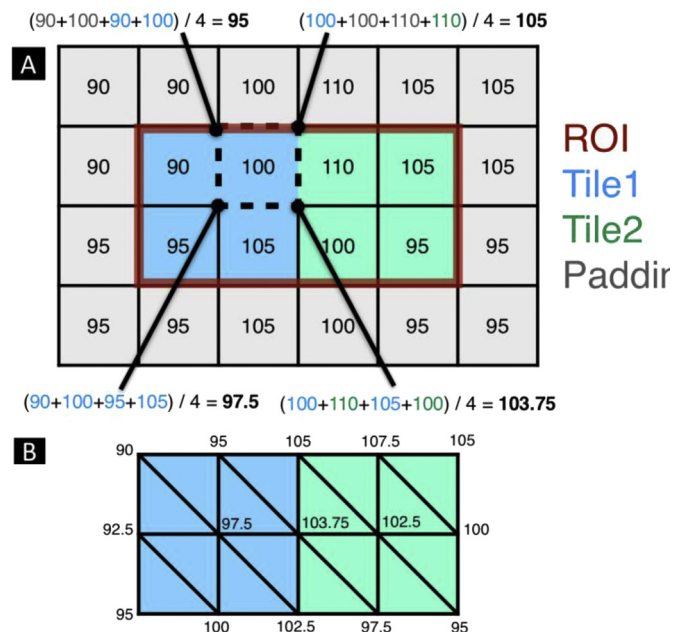 (90+100+90+100) / 4 = 95
(100+100+110+110) / 4 = 105
A
90 90 100 110 105 105
90 90 100 110 105 105
95 95 105 100 95 95
95 95 105 100 95 95
ROI
Tile1
Tile2
Paddir
(90+100+95+105) / 4 = 97.5
(100+110+105+100) / 4 = 103.75
B
90 95 105 107.5 105
92.5 97.5 103.75 102.5 100
95 100 102.5 97.5 95